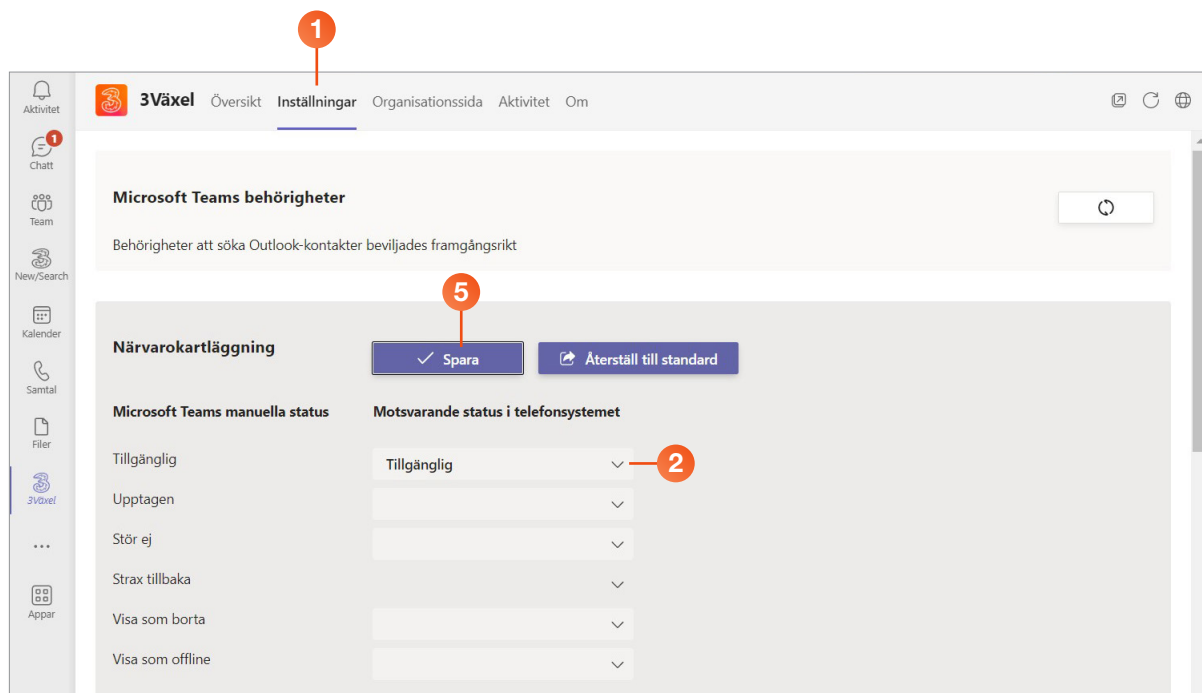 1
Aktivitet
3Växel Översikt Inställningar Organisationssida Aktivitet Om
1
Chatt
Team
New/Search
Kalender
Samtal
Filer
3Växel
Appar
Microsoft Teams behörigheter
Behörigheter att söka Outlook-kontakter beviljades framgångsrikt
5
Närvarokartläggning Spara Återställ till standard
Microsoft Teams manuella status Motsvarande status i telefonsystemet
Tillgänglig Tillgänglig 2
Upptagen
Stör ej
Strax tillbaka
Visa som borta
Visa som offline